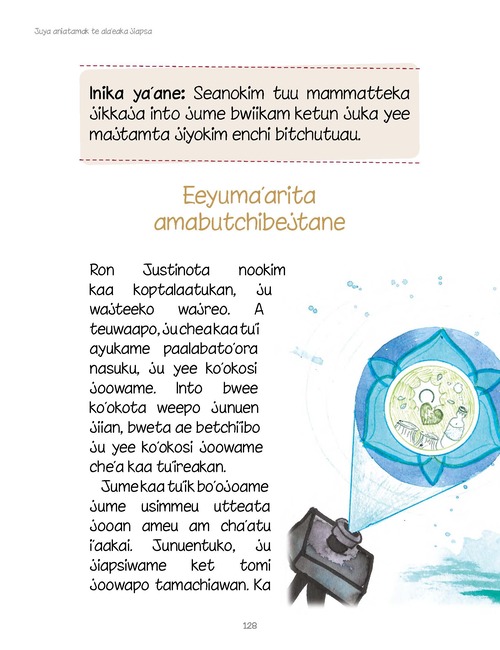 Juya aniatamak te ala'eaka jiapsa
Inika ya'ane: Seanokim tuu mammatteka
jikkaja into jume bwiikam ketun juka yee
majtamta jiyokim enchi bitchutuau.
Eeyuma'arita
amabutchibejtane
Ron Justinota nookim
kaa koptalaatukan, ju
wajteeko wajreo. A
teuwaapo, ju chea kaa tu'i
ayukame paalabato'ora
nasuku, ju yee ko'okosi
joowame. Into bwee
ko'okota weepo junuen
jiian, bweta ae betchi'ibo
ju yee ko'okosi joowame
che'a kaa tu'ireakan.
Jume kaa tu'ik bo'ojoame
jume usimmeu utteata
jooan ameu am cha'atu
i'aakai. Junuentuko, ju
jiapsiwame ket tomi
joowapo tamachiawan. Ka
128